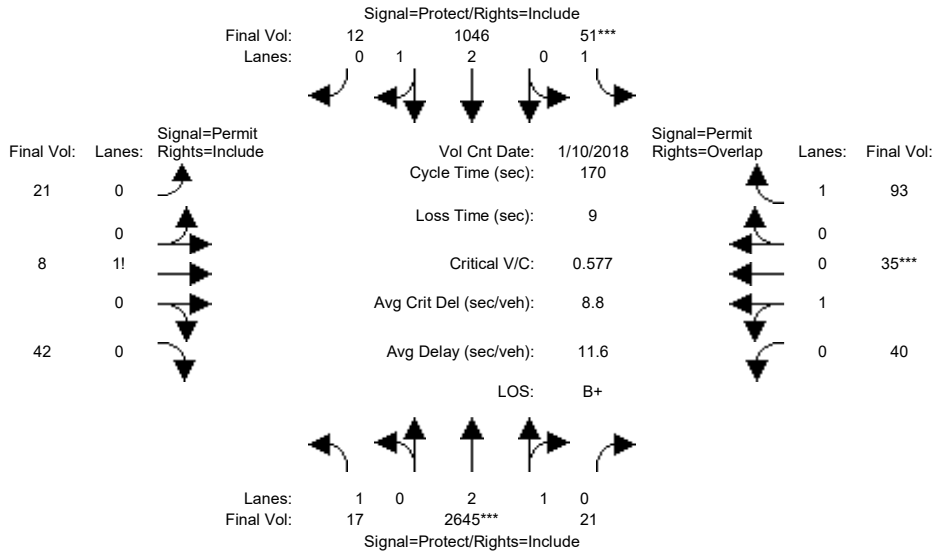 Signal=Protect/Rights=Include
Final Vol: 12 1046 51***
Lanes: 0 1 2 0 1
Signal=Permit
Final Vol: Lanes: Rights=Include
Vol Cnt Date: 1/10/2018
Signal=Permit
Rights=Overlap Lanes: Final Vol:
Cycle Time (sec): 170
21 0 1 93
Loss Time (sec): 9
0 0
8 1! Critical V/C: 0.577 0 35***
0 Avg Crit Del (sec/veh): 8.8 1
42 0 Avg Delay (sec/veh): 11.6 0 40
LOS: B+
Lanes: 1 0 2 1 0
Final Vol: 17 2645*** 21
Signal=Protect/Rights=Include